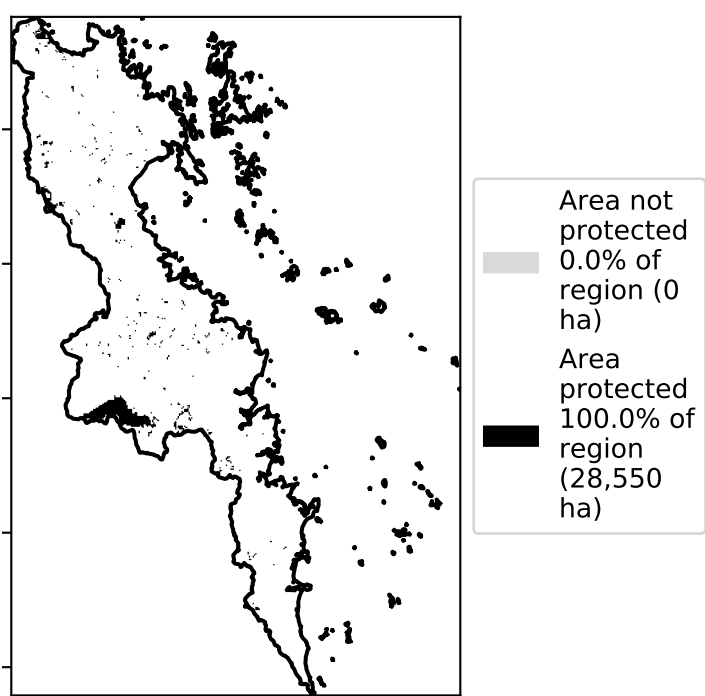 Area not
protected
0.0% of
region (0
ha)
Area
protected
100.0% of
region
(28,550
ha)